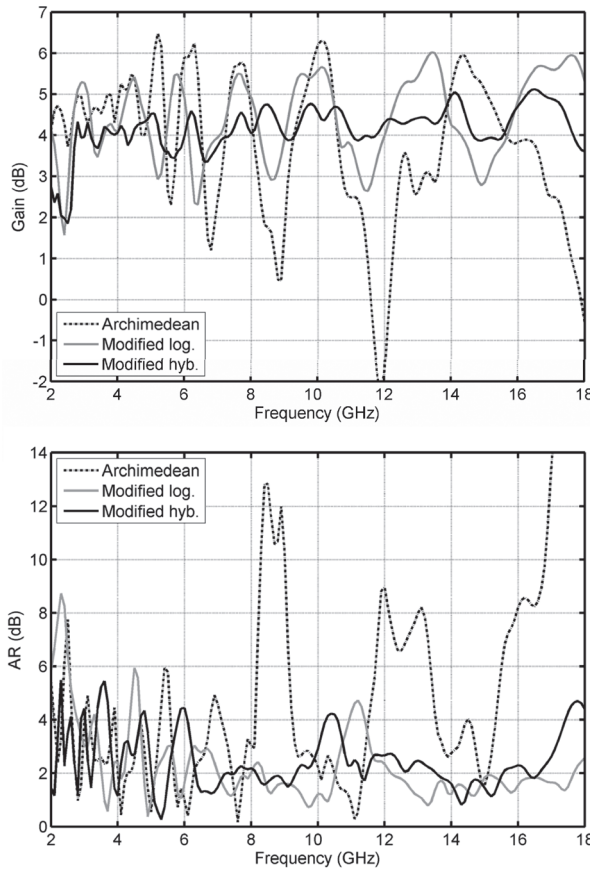 7
6
5
4
3
2
1
0
-1
-2
Gain (dB)
Archimedean
Modified log.
Modified hyb.
2 4 6 8 10 12 14 16 18
Frequency (GHz)
14
12
10
8
6
4
2
0
AR (dB)
Archimedean
Modified log.
Modified hyb.
2 4 6 8 10 12 14 16 18
Frequency (GHz)